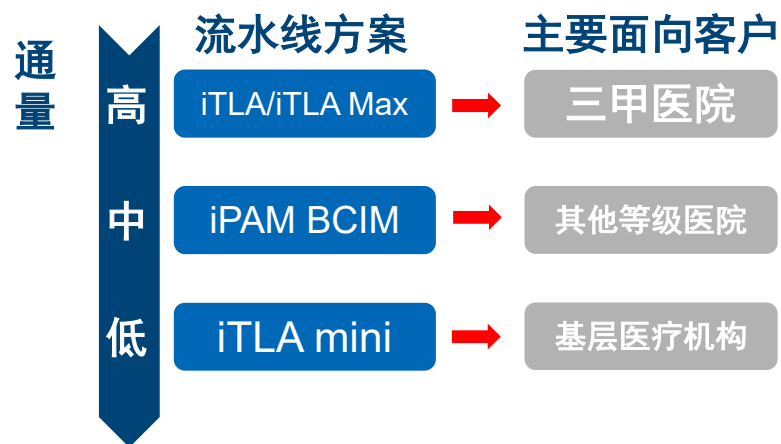 流水线方案
主要面向客户
通量
高
iTLA/iTLA Max
三甲医院
中
iPAM BCIM
其他等级医院
低
iTLA mini
基层医疗机构